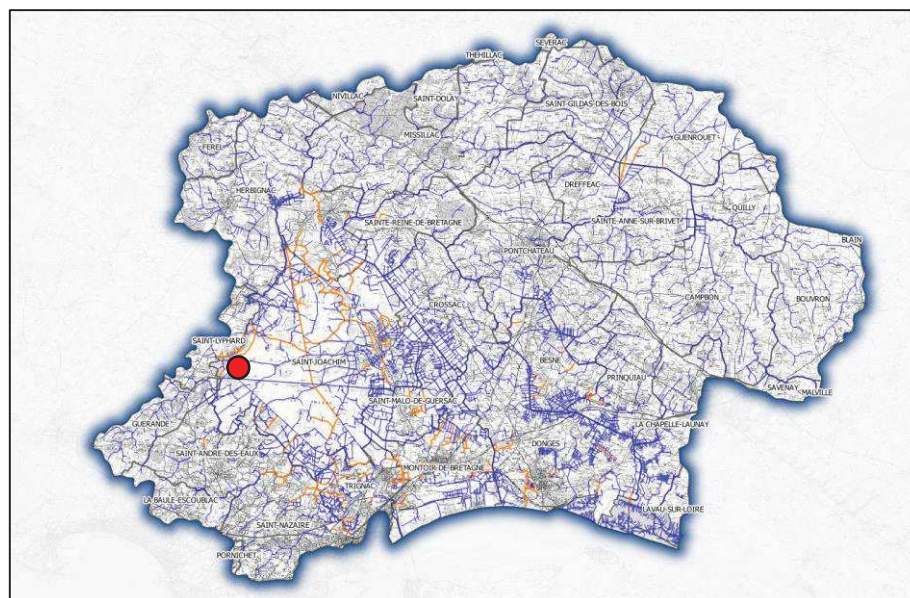 SEVERAC
THEHILLAC
NIVILLAC
SAINT-DOLAY
SAINT-GILDAS-DES-BOIS
MISSILLAC
GUENROUET
FEREL
HERBIGNAC
DREFFEAC
QUILLY
SAINTE-REINE-DE-BRETAGNE
SAINTE-ANNE-SUR-BRIVET
BLAIN
PONTCHATEAU
CAMPBON
BOUVRON
CROSSAC
SAINT-LYPHARD
SAINT-JOACHIM
BESNE
PRINQUIAU
SAVENAY
MALVILLE
SAINT-MALO-DE-GUERSAC
GUERANDE
LA CHAPELLE-LAUNAY
DONGES
SAINT-ANDRE-DES-EAUX
MONTOIR-DE-BRETAGNE
TRIGNAC
LA BAULE-ESCOUBLAC
LAVAU-SUR-LOIRE
SAINT-NAZAIRE
PORNICHET